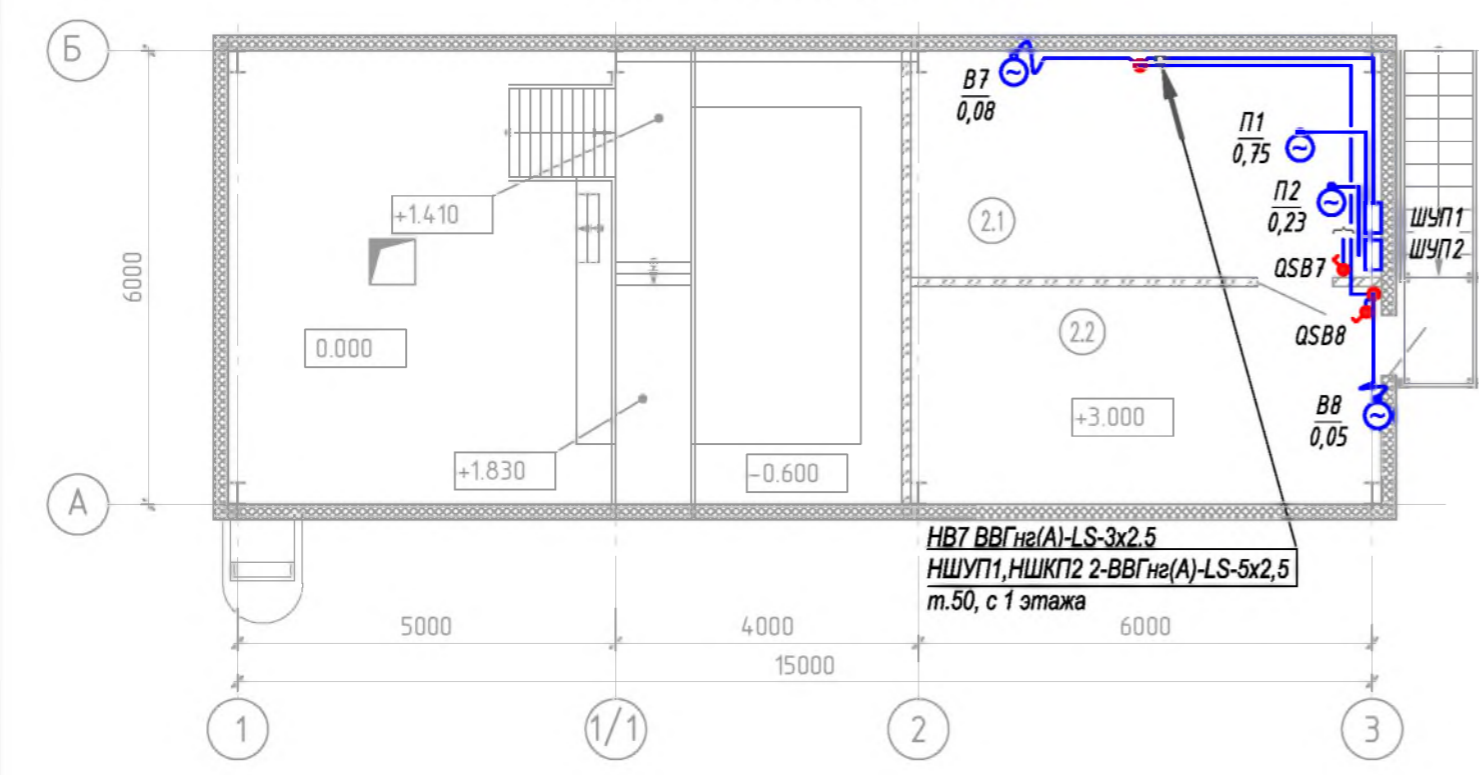 Б
В7
0,08
П1
0,75
П2
0,23
+1.410
2.1
ШУП1
ШУП2
6000
QSB7
0.000
2.2
QSB8
В8
0,05
+3.000
+1.830
-0.600
А
НВ7 ВВГнг(А)-LS-3х2.5
НШУП1,НШКП2 2-ВВГнг(А)-LS-5х2,5
т.50, с 1 этажа
5000
4000
6000
15000
1
1/1
2
3